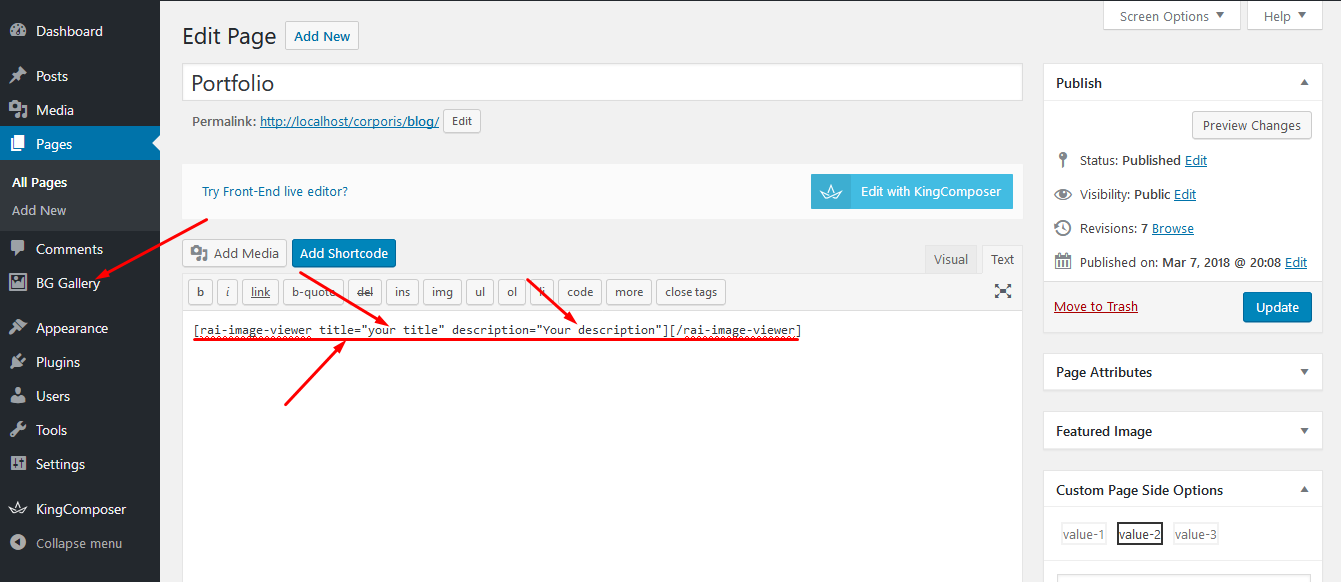 Screen Options
Help
Dashboard
Posts
Media
Pages
All Pages
Add New
Comments
BG Gallery
Appearance
Plugins
Users
Tools
Settings
KingComposer
Collapse menu
Edit Page
Add New
Portfolio
Permalink: http://localhost/corporis/blog/ Edit
Try Front-End live editor?
Edit with KingComposer
Add Media
Add Shortcode
Visual
Text
b
i
link
b-quote
del
ins
img
ul
ol
li
code
more
close tags
[rai-image-viewer title="your title" description="Your description"][/rai-image-viewer]
Publish
Preview Changes
Status: Published Edit
Visibility: Public Edit
Revisions: 7 Browse
Published on: Mar 7, 2018 @ 20:08 Edit
Move to Trash
Update
Page Attributes
Featured Image
Custom Page Side Options
value-1
value-2
value-3